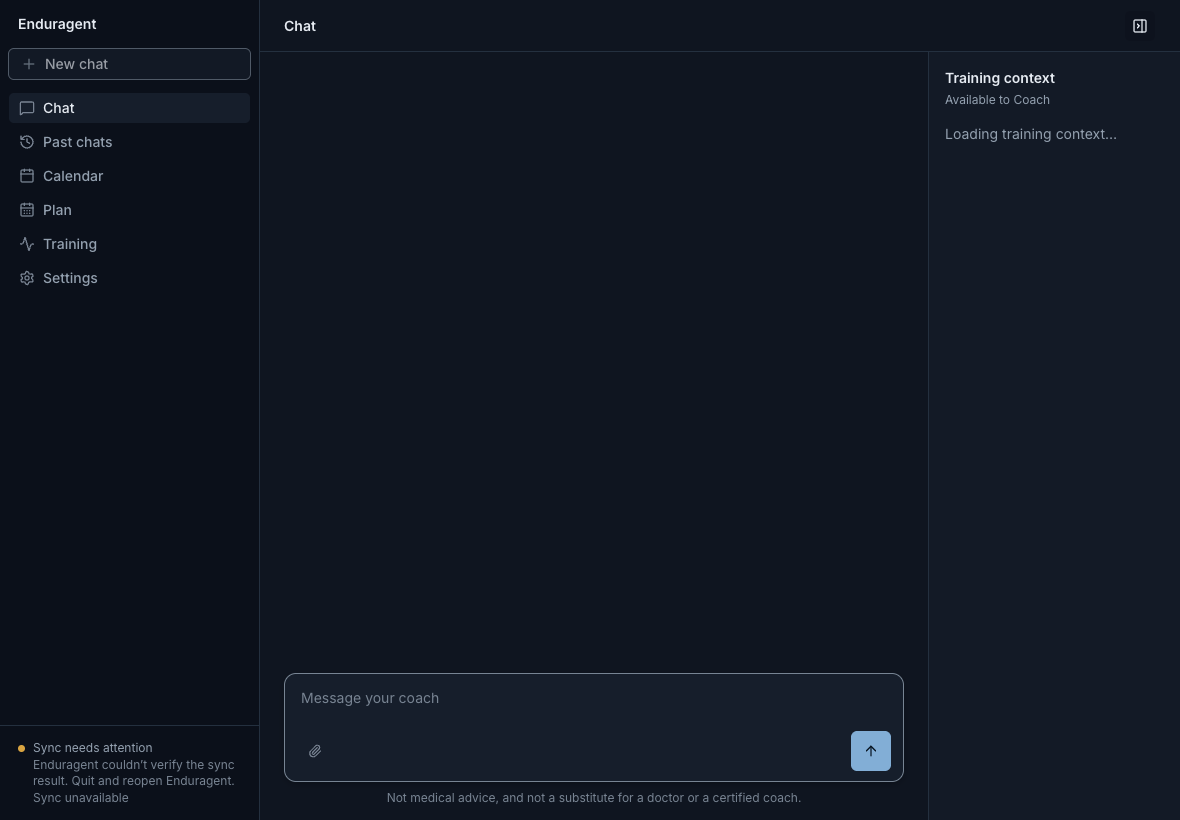 Enduragent
New chat
Chat
Past chats
Calendar
Plan
Training
Settings
Sync needs attention
Enduragent couldn’t verify the sync
result. Quit and reopen Enduragent.
Sync unavailable
Chat
Message your coach
Not medical advice, and not a substitute for a doctor or a certified coach.
Training context
Available to Coach
Loading training context…